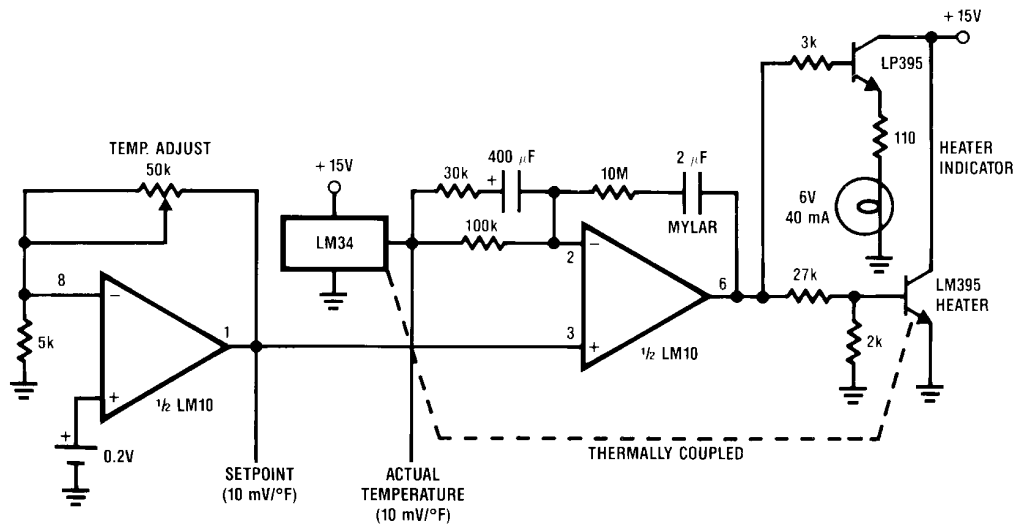 + 15V
3k
LP395
TEMP. ADJUST
50k
+ 15V
30k
400 μF
+
10M
2 μF
110
HEATER
INDICATOR
LM34
100k
MYLAR
6V
40 mA
8
−
2
−
6
27k
LM395
HEATER
5k
1
3
+
2k
½ LM10
+
½ LM10
+
0.2V
THERMALLY COUPLED
SETPOINT
(10 mV/°F)
ACTUAL
TEMPERATURE
(10 mV/°F)